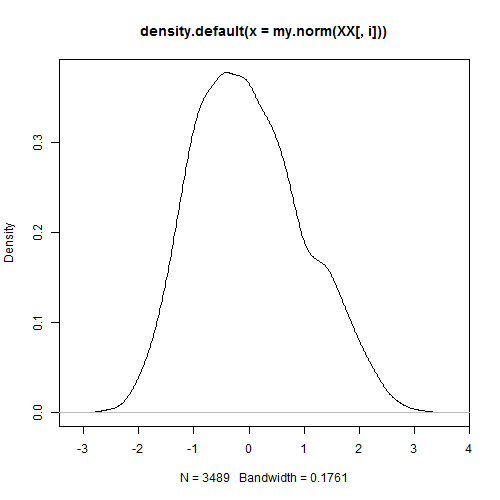 density.default(x = my.norm(XX[, i]))
Density
0.3
0.2
0.1
0.0
-3 -2 -1 0 1 2 3 4
N = 3489 Bandwidth = 0.1761